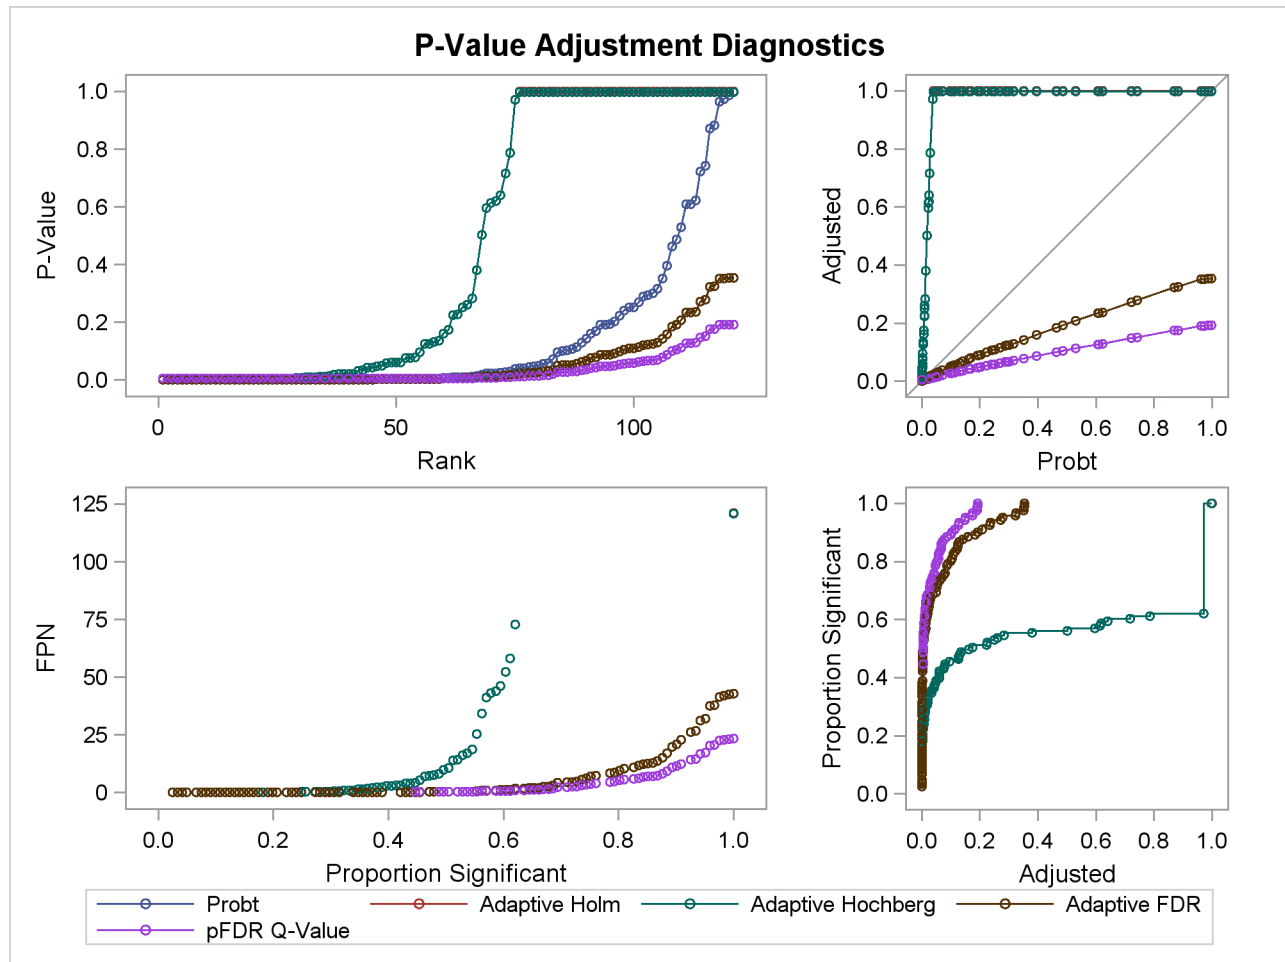 P-Value Adjustment Diagnostics
P-Value
1.0
0.8
0.6
0.4
0.2
0.0
0 50 100
Rank
Adjusted
1.0
0.8
0.6
0.4
0.2
0.0
0.0 0.2 0.4 0.6 0.8 1.0
Probt
FPN
125
100
75
50
25
0
0.0 0.2 0.4 0.6 0.8 1.0
Proportion Significant
Proportion Significant
1.0
0.8
0.6
0.4
0.2
0.0
0.0 0.2 0.4 0.6 0.8 1.0
Adjusted
Probt Adaptive Holm Adaptive Hochberg Adaptive FDR
pFDR Q-Value